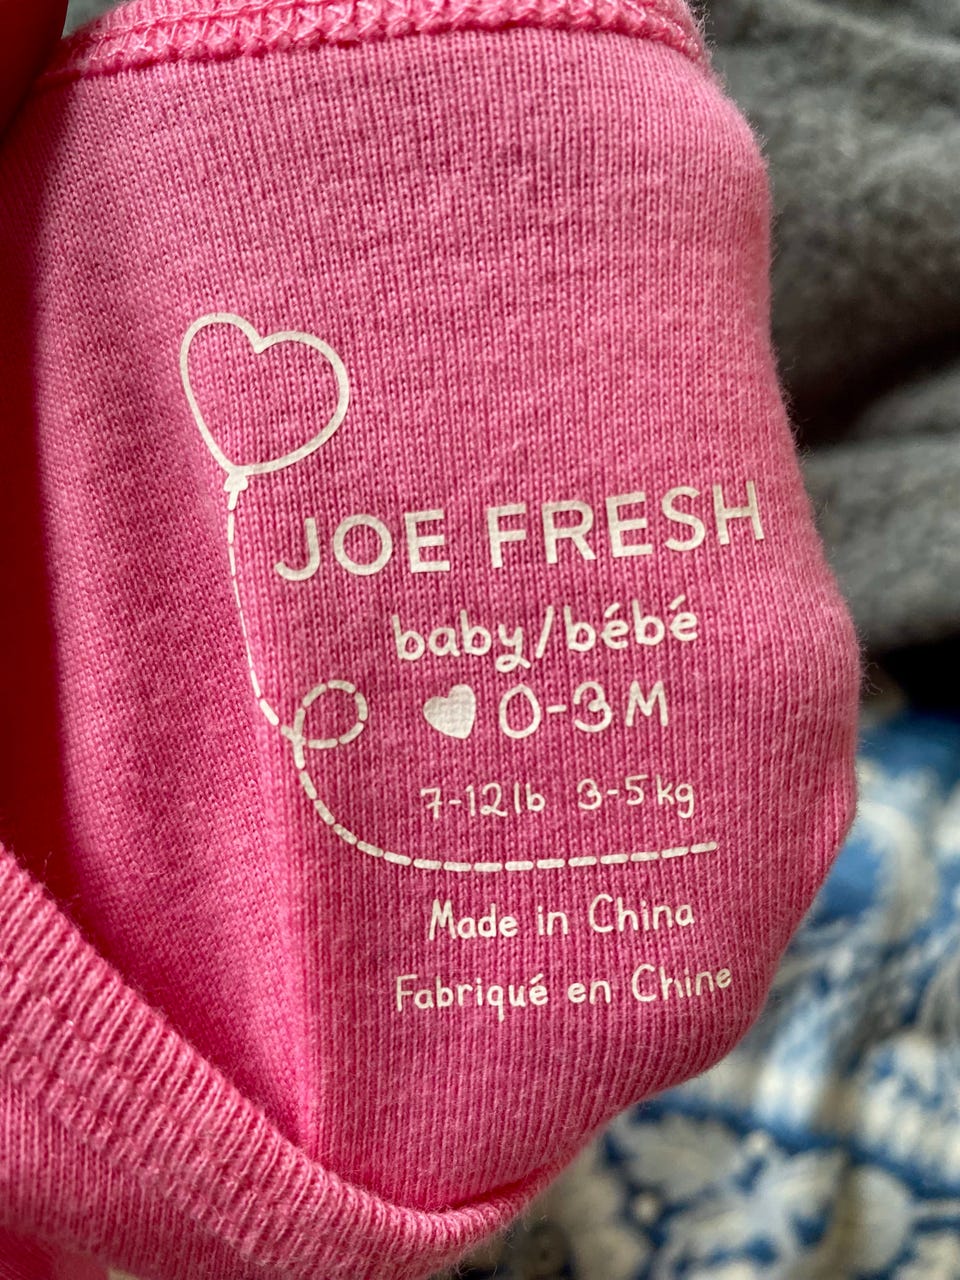 JOE FRESH
baby/bébé
0-3M
7-12lb 3-5kg
Made in China
Fabriqué en Chine